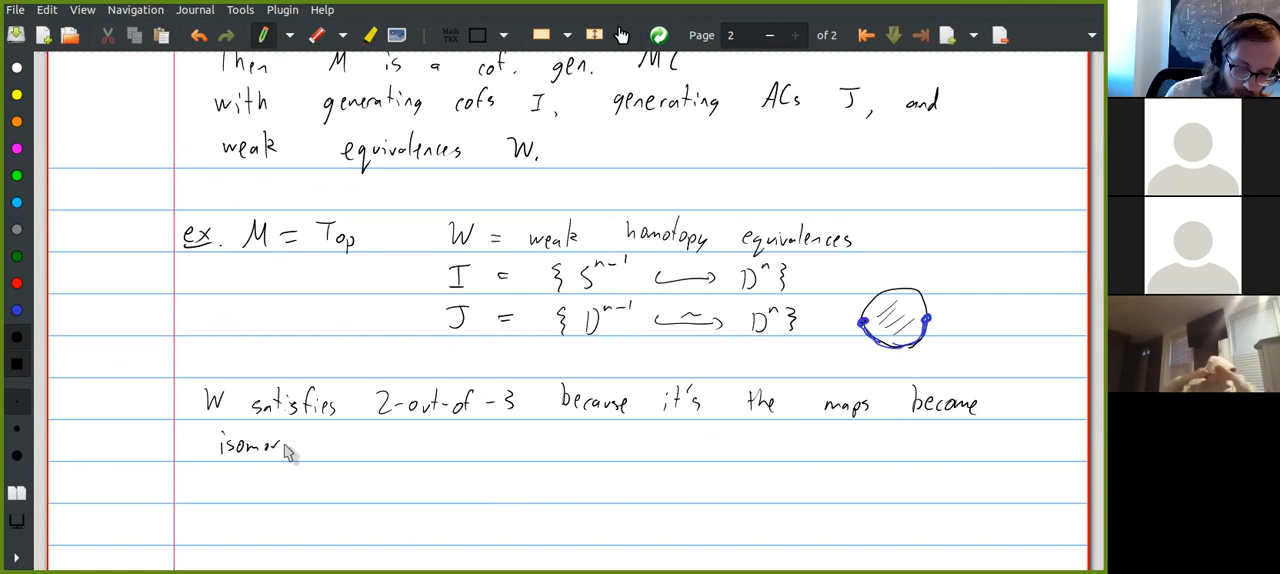 File Edit View Navigation Journal Tools Plugin Help
Math TEX Page 2 of 2
Then M is a cof. gen. MC
with generating cofs I, generating ACs J, and
weak equivalences W.
ex. M = Top W = weak homotopy equivalences
I = { S^{n-1} ↪ D^n }
J = { D^{n-1} ↪~ D^n }
W satisfies 2-out-of-3 because it's the maps become
isomor